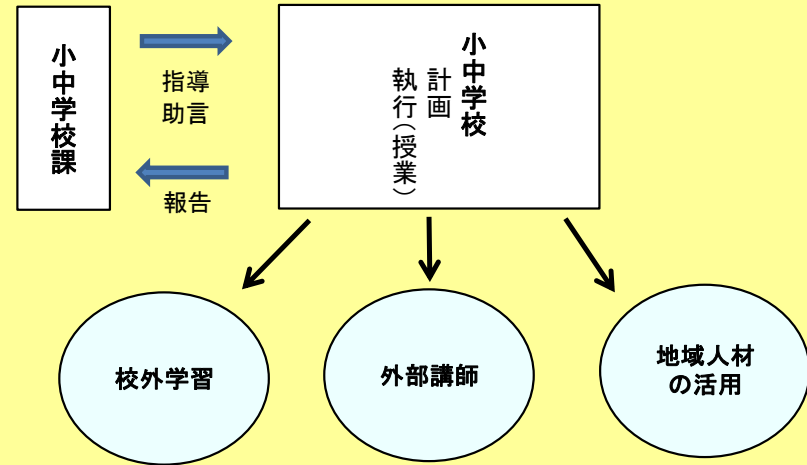 小中学校課
指導
助言
報告
小中学校
計画
執行(授業)
校外学習
外部講師
地域人材
の活用